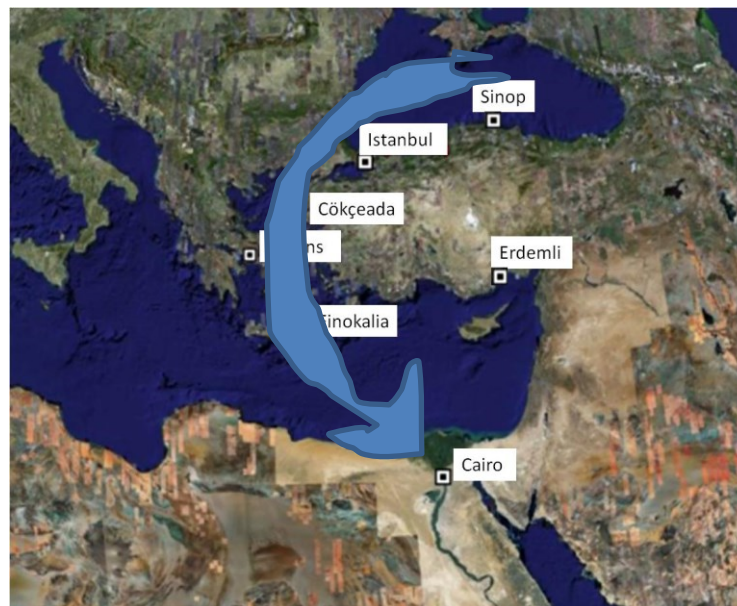 Sinop
Istanbul
Cökçeada
ns
Erdemli
inokalia
Cairo